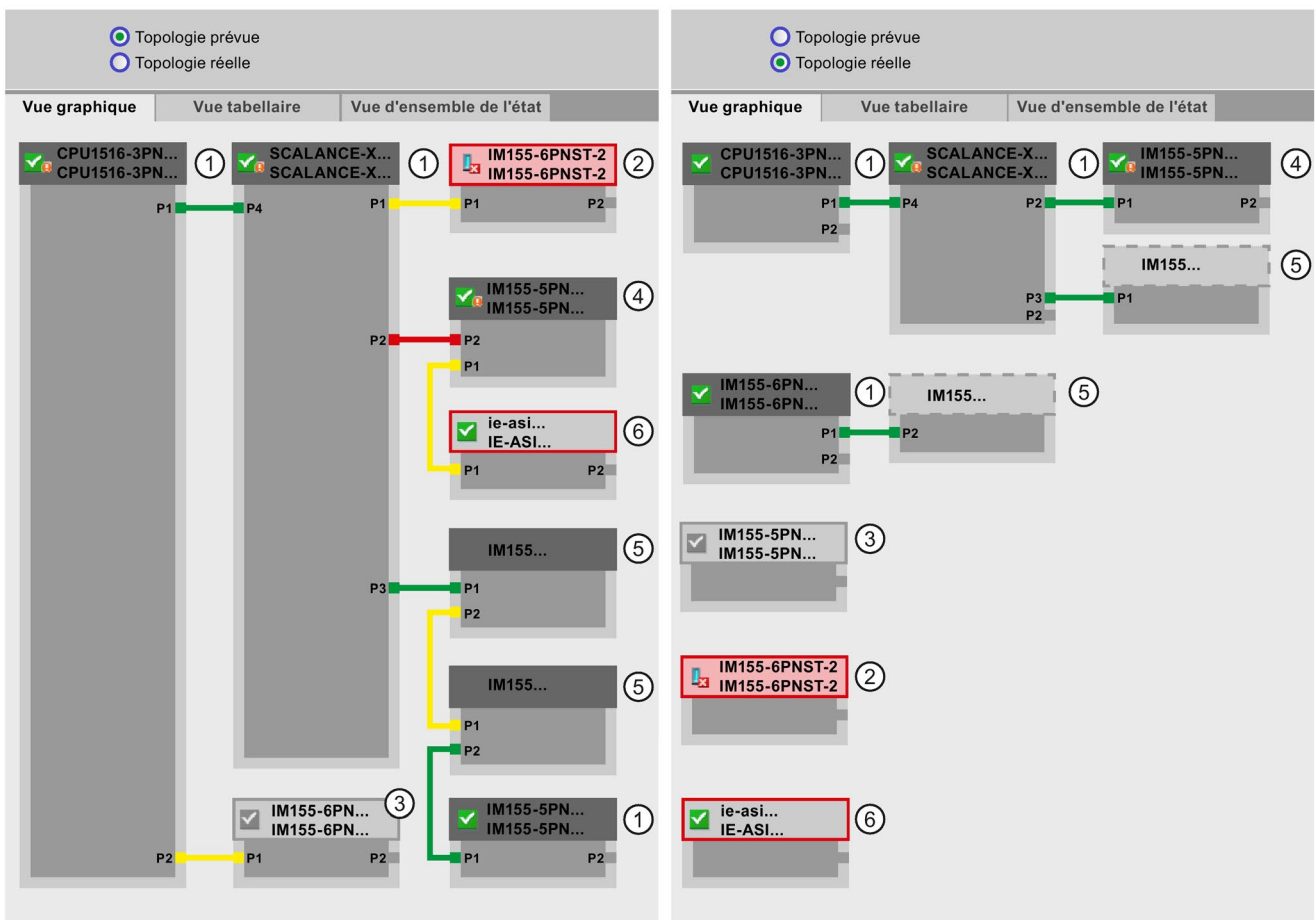 Topologie prévue
Topologie réelle
Vue graphique
Vue tabellaire
Vue d'ensemble de l'état
CPU1516-3PN...
CPU1516-3PN...
1
SCALANCE-X...
SCALANCE-X...
1
IM155-6PNST-2
IM155-6PNST-2
2
P1
P4
P1
P1
P2
IM155-5PN...
IM155-5PN...
4
P2
P2
P1
ie-asi...
IE-ASI...
6
P1
P2
IM155...
5
P3
P1
P2
IM155...
5
P1
P2
IM155-6PN...
IM155-6PN...
3
IM155-5PN...
IM155-5PN...
1
P2
P1
P2
P1
P2
Topologie prévue
Topologie réelle
Vue graphique
Vue tabellaire
Vue d'ensemble de l'état
CPU1516-3PN...
CPU1516-3PN...
1
SCALANCE-X...
SCALANCE-X...
1
IM155-5PN...
IM155-5PN...
4
P1
P4
P2
P1
P2
P2
IM155...
5
P3
P1
P2
IM155-6PN...
IM155-6PN...
1
IM155...
5
P1
P2
P2
IM155-5PN...
IM155-5PN...
3
IM155-6PNST-2
IM155-6PNST-2
2
ie-asi...
IE-ASI...
6